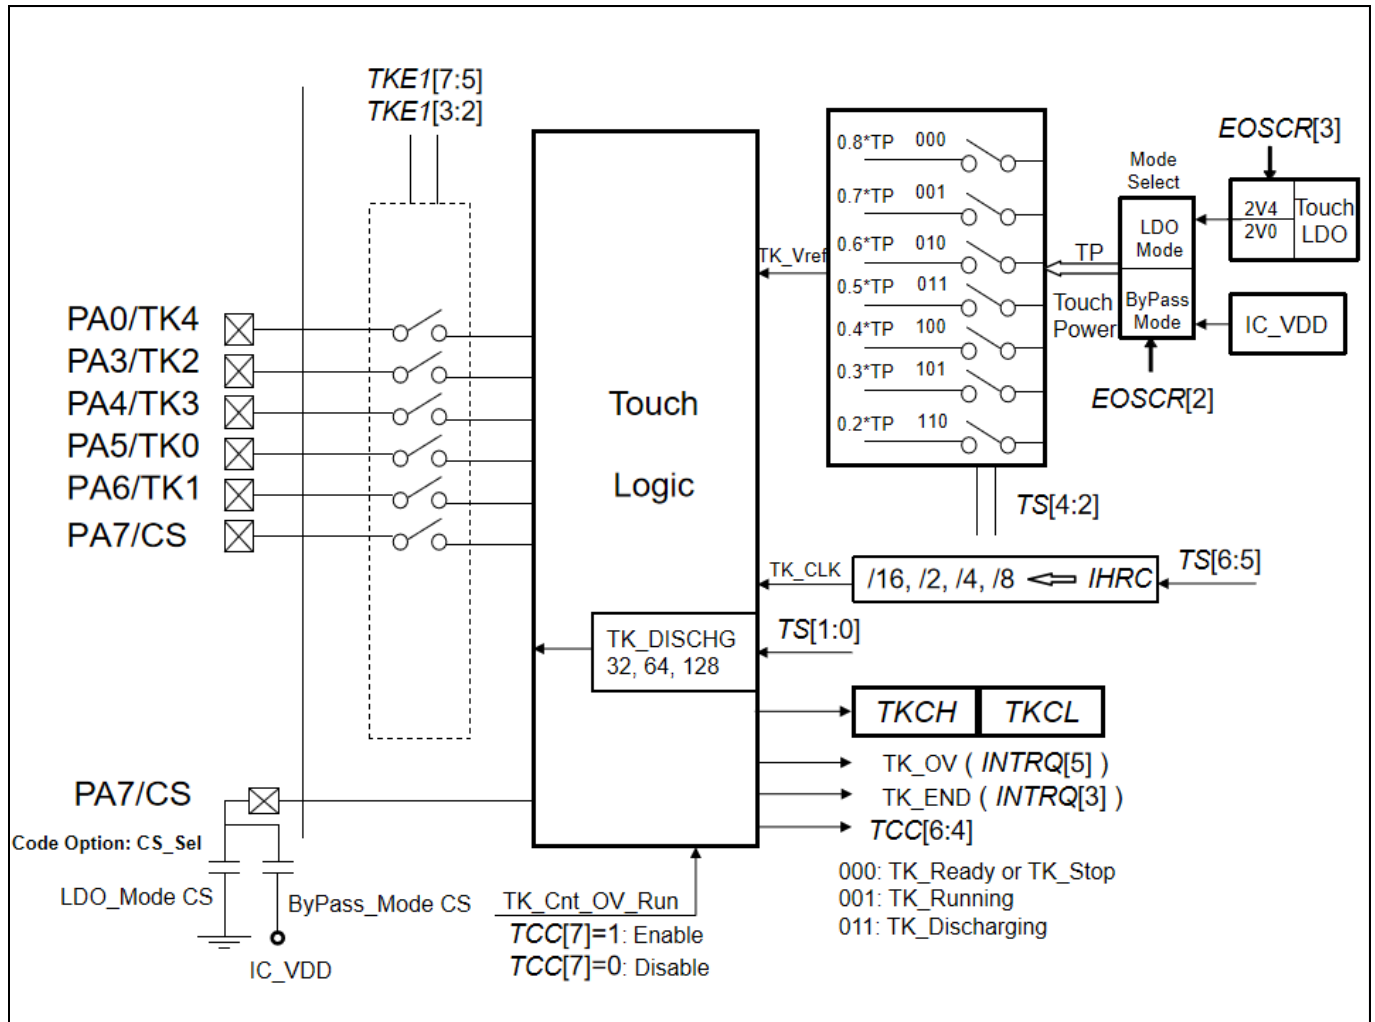 TKE1[7:5]
TKE1[3:2]
PA0/TK4
PA3/TK2
PA4/TK3
PA5/TK0
PA6/TK1
PA7/CS
PA7/CS
Code Option: CS_Sel
LDO_Mode CS
ByPass_Mode CS
IC_VDD
Touch
Logic
TK_DISCHG
32, 64, 128
TK_Cnt_OV_Run
TCC[7]=1: Enable
TCC[7]=0: Disable
TK_Vref
0.8*TP 000
0.7*TP 001
0.6*TP 010
0.5*TP 011
0.4*TP 100
0.3*TP 101
0.2*TP 110
TS[4:2]
TP
Touch
Power
Mode
Select
LDO
Mode
ByPass
Mode
EOSCR[2]
EOSCR[3]
2V4
2V0
Touch
LDO
IC_VDD
TK_CLK
/16, /2, /4, /8 IHRC
TS[6:5]
TS[1:0]
TKCH TKCL
TK_OV ( INTRQ[5] )
TK_END ( INTRQ[3] )
TCC[6:4]
000: TK_Ready or TK_Stop
001: TK_Running
011: TK_Discharging